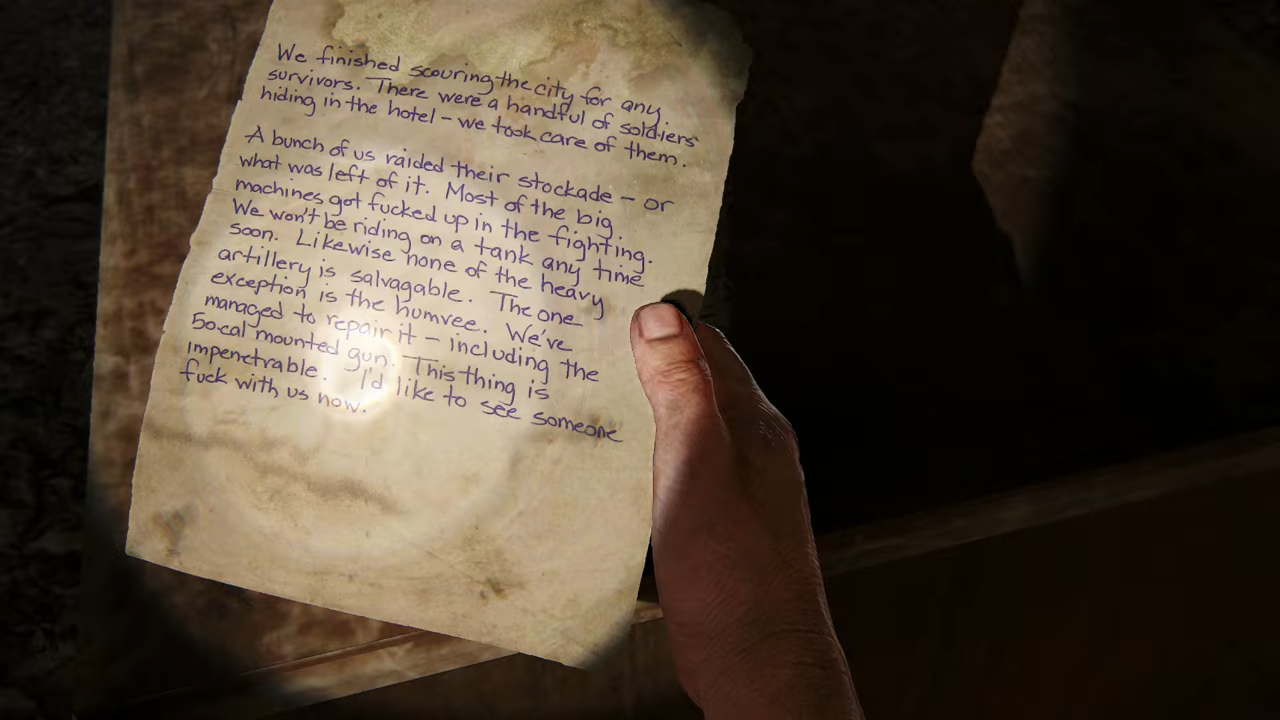 We finished scouring the city for any
survivors. There were a handful of soldiers
hiding in the hotel - we took care of them.
A bunch of us raided their stockade - or
what was left of it. Most of the big
machines got fucked up in the fighting.
We won't be riding on a tank any time
soon. Likewise none of the heavy
artillery is salvagable. The one
exception is the humvee. We've
managed to repair it - including the
50cal mounted gun. This thing is
impenetrable. I'd like to see someone
fuck with us now.